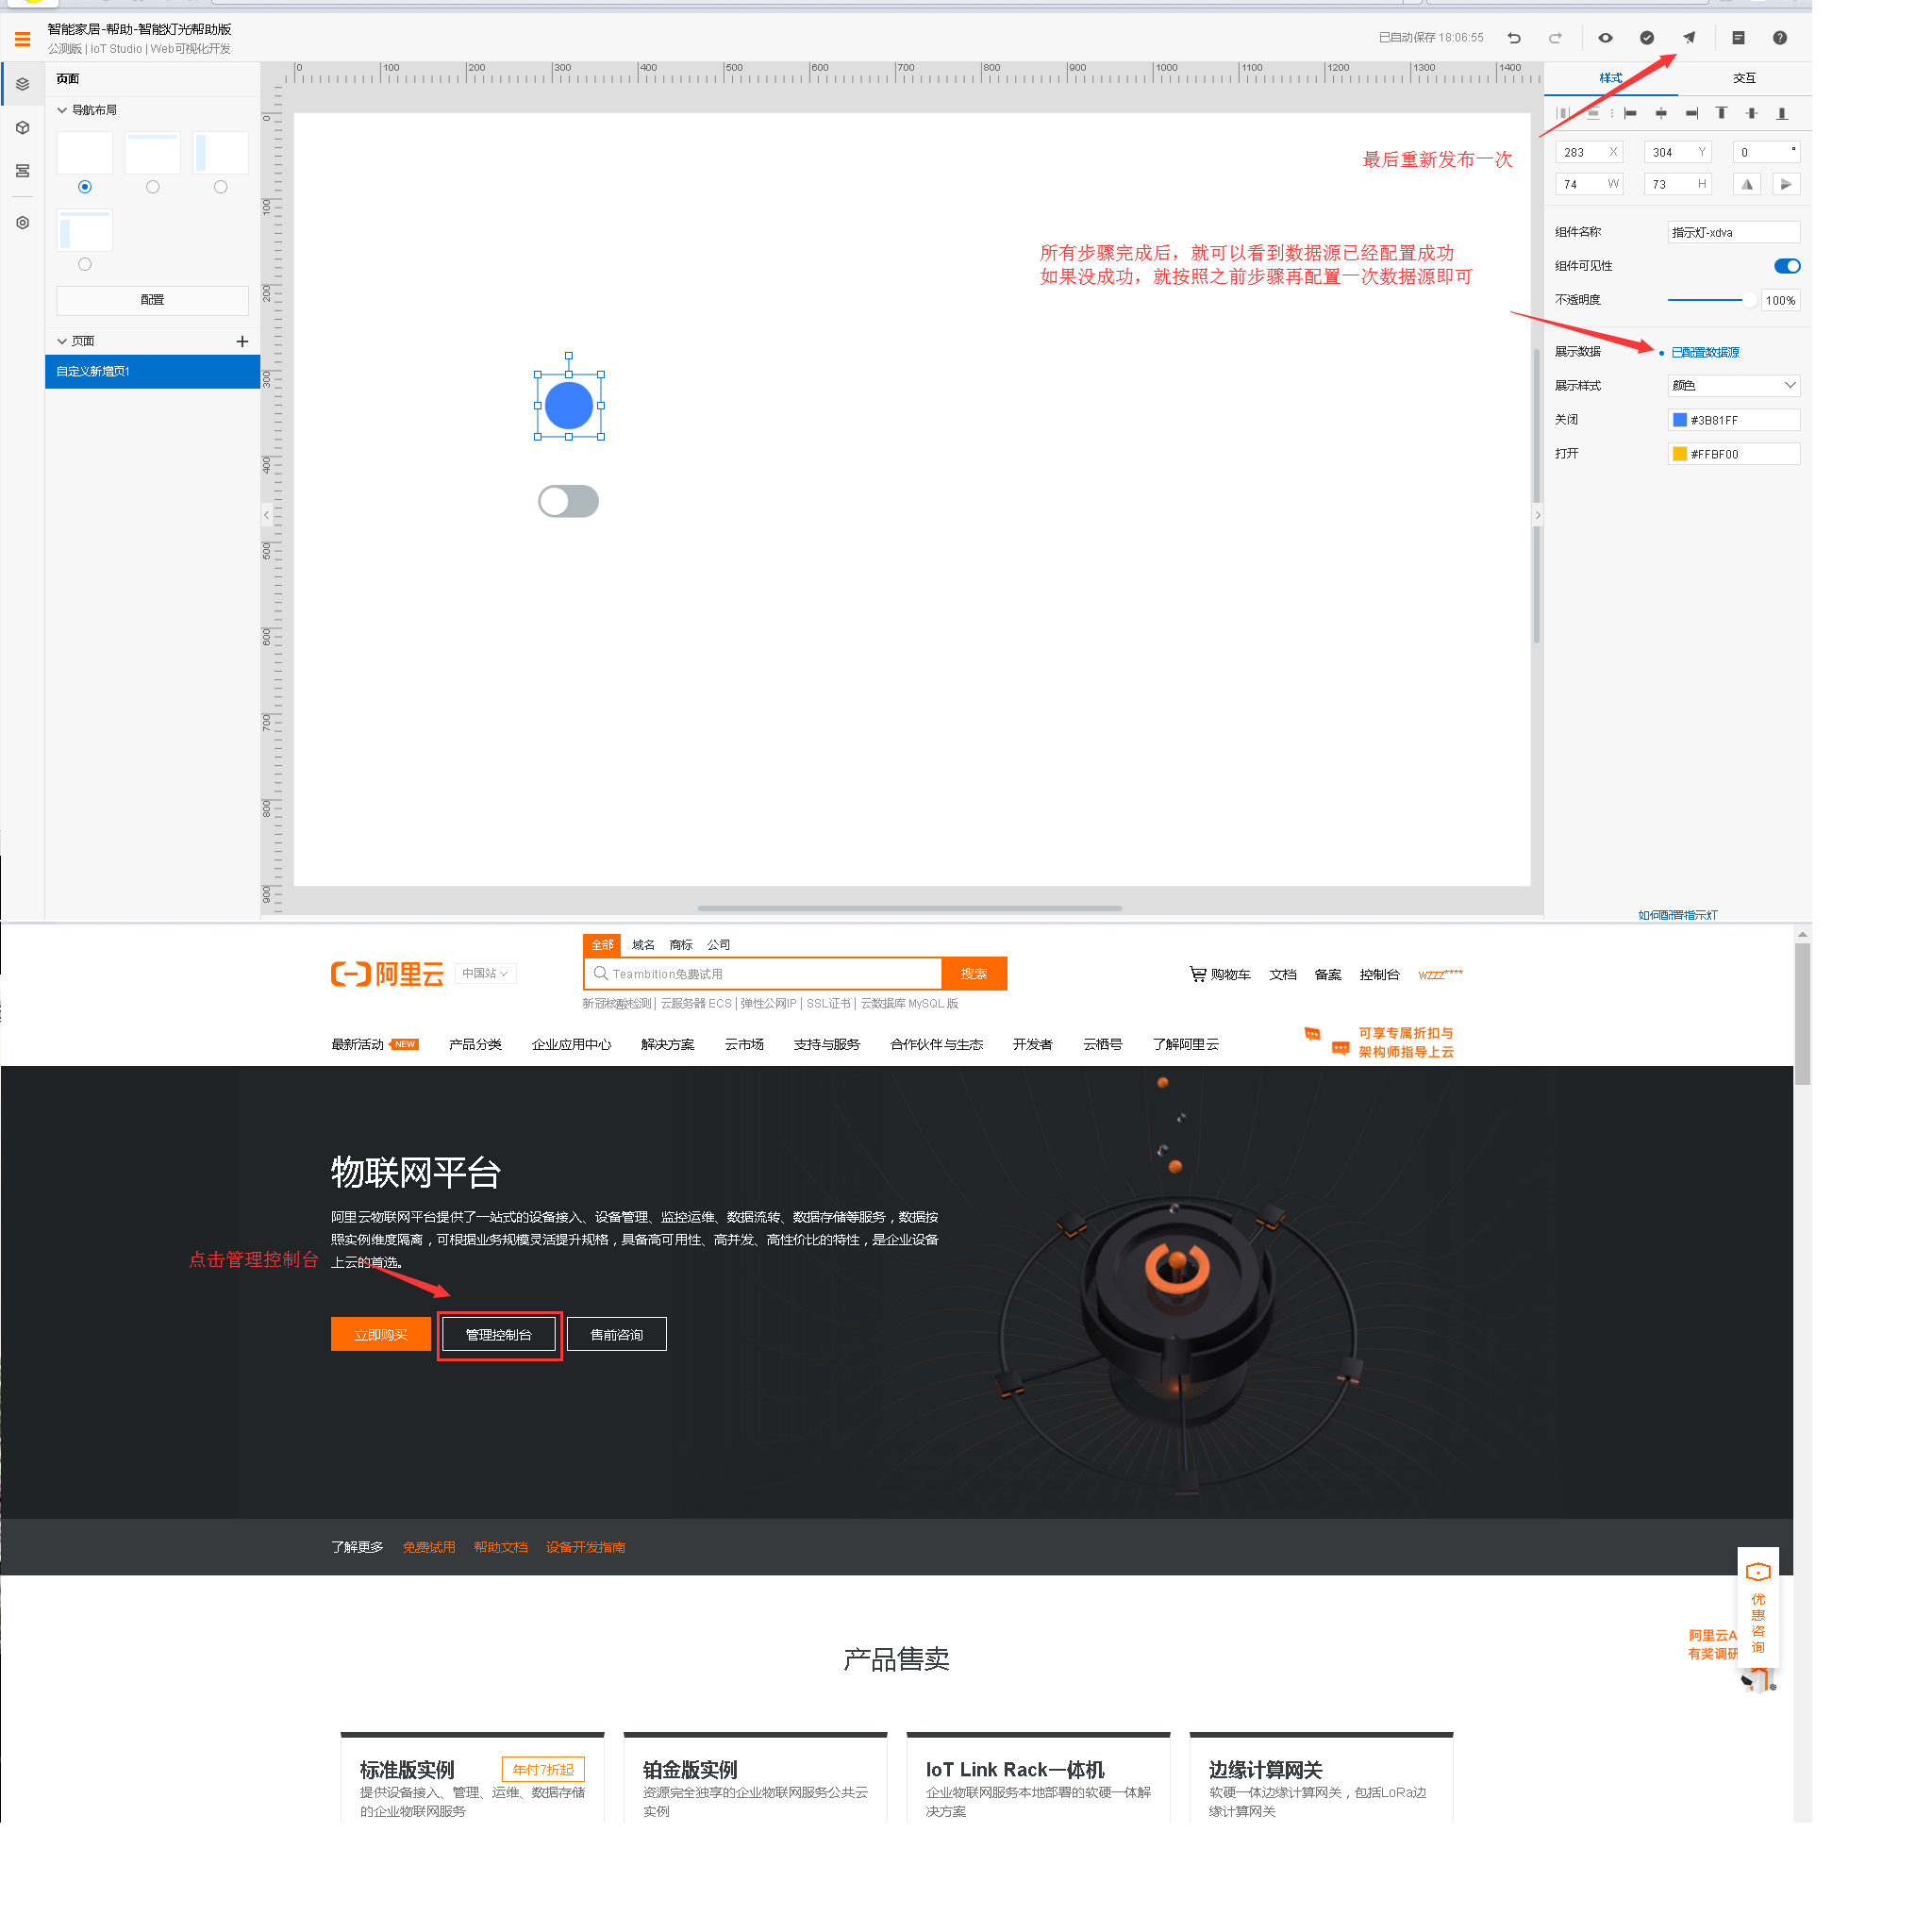 智能家居-帮助-智能灯光帮助版
公测版 | IoT Studio | Web可视化开发
已自动保存 18:06:55
页面
导航布局
配置
页面
自定义新增页1
0 100 200 300 400 500 600 700 800 900 1000 1100 1200 1300 1400
0
100
200
300
400
500
600
700
800
900
最后重新发布一次
所有步骤完成后，就可以看到数据源已经配置成功
如果没成功，就按照之前步骤再配置一次数据源即可
样式 交互
283 X 304 Y 0 °
74 W 73 H
组件名称 指示灯-xdva
组件可见性
不透明度 100%
展示数据 已配置数据源
展示样式 颜色
关闭 #3B81FF
打开 #FFBF00
如何配置指示灯
全部 域名 商标 公司
阿里云 中国站
Teambition免费试用 搜索
购物车 文档 备案 控制台 wzzz****
新冠核酸检测 | 云服务器 ECS | 弹性公网IP | SSL证书 | 云数据库 MySQL 版
最新活动 NEW 产品分类 企业应用中心 解决方案 云市场 支持与服务 合作伙伴与生态 开发者 云栖号 了解阿里云
可享专属折扣与
架构师指导上云
物联网平台
阿里云物联网平台提供了一站式的设备接入、设备管理、监控运维、数据流转、数据存储等服务，数据按
照实例维度隔离，可根据业务规模灵活提升规格，具备高可用性、高并发、高性价比的特性，是企业设备
上云的首选。
点击管理控制台
立即购买 管理控制台 售前咨询
了解更多 免费试用 帮助文档 设备开发指南
优惠咨询
阿里云A
有奖调研
产品售卖
标准版实例 年付7折起
提供设备接入、管理、运维、数据存储
的企业物联网服务
铂金版实例
资源完全独享的企业物联网服务公共云
实例
IoT Link Rack一体机
企业物联网服务本地部署的软硬一体解
决方案
边缘计算网关
软硬一体边缘计算网关，包括LoRa边
缘计算网关